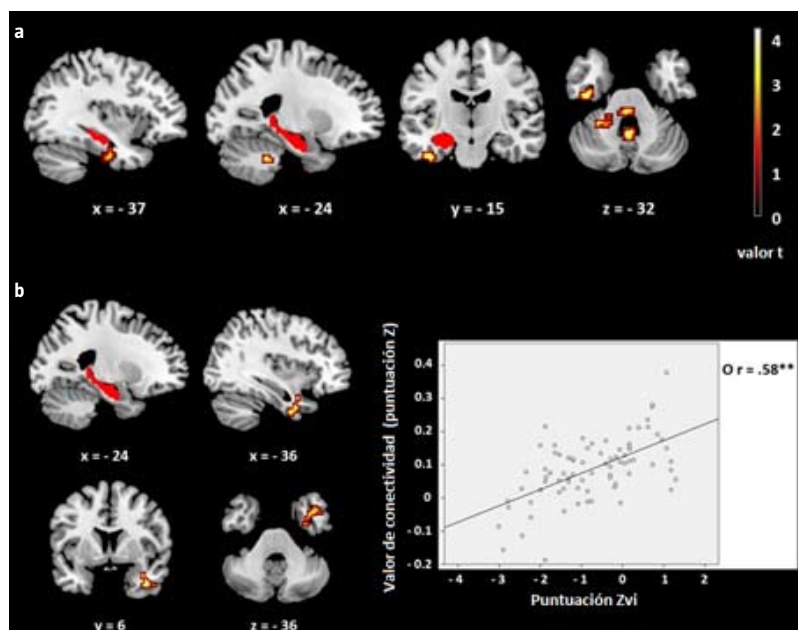 a
x = - 37
x = - 24
y = - 15
z = - 32
4
3
2
1
0
valor t
b
x = - 24
x = - 36
y = 6
z = - 36
Valor de conectividad (puntuación Z)
0.4
0.3
0.2
0.1
0
- 0.1
- 0.2
- 4
- 3
- 2
- 1
0
1
2
Puntuación Zvi
O r = .58**